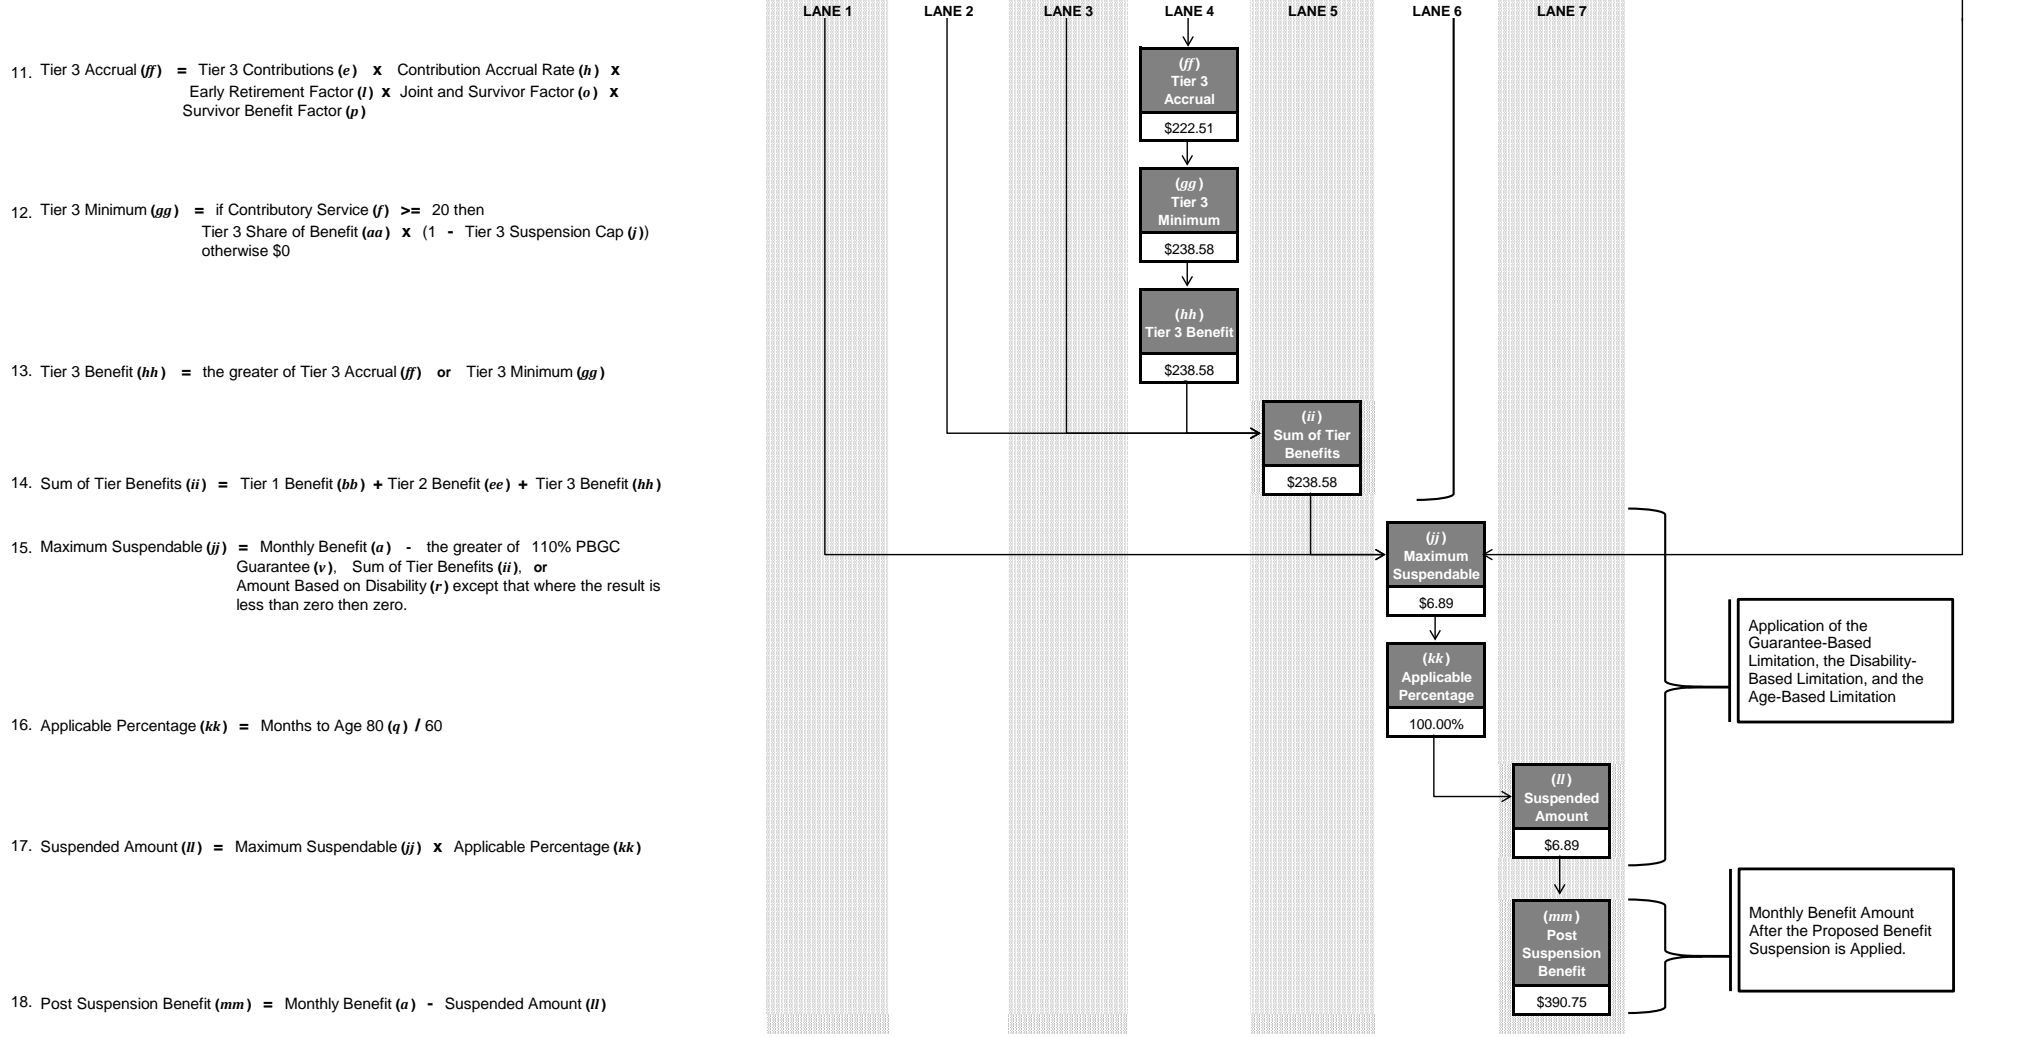 LANE 1 LANE 2 LANE 3 LANE 4 LANE 5 LANE 6 LANE 7
11. Tier 3 Accrual (ff) = Tier 3 Contributions (e) x Contribution Accrual Rate (h) x
Early Retirement Factor (l) x Joint and Survivor Factor (o) x
Survivor Benefit Factor (p)
(ff)
Tier 3
Accrual
$222.51
12. Tier 3 Minimum (gg) = if Contributory Service (f) >= 20 then
Tier 3 Share of Benefit (aa) x (1 - Tier 3 Suspension Cap (j))
otherwise $0
(gg)
Tier 3
Minimum
$238.58
13. Tier 3 Benefit (hh) = the greater of Tier 3 Accrual (ff) or Tier 3 Minimum (gg)
(hh)
Tier 3 Benefit
$238.58
14. Sum of Tier Benefits (ii) = Tier 1 Benefit (bb) + Tier 2 Benefit (ee) + Tier 3 Benefit (hh)
(ii)
Sum of Tier
Benefits
$238.58
15. Maximum Suspendable (jj) = Monthly Benefit (a) - the greater of 110% PBGC
Guarantee (v), Sum of Tier Benefits (ii), or
Amount Based on Disability (r) except that where the result is
less than zero then zero.
(jj)
Maximum
Suspendable
$6.89
Application of the
Guarantee-Based
Limitation, the Disability-
Based Limitation, and the
Age-Based Limitation
16. Applicable Percentage (kk) = Months to Age 80 (q) / 60
(kk)
Applicable
Percentage
100.00%
17. Suspended Amount (ll) = Maximum Suspendable (jj) x Applicable Percentage (kk)
(ll)
Suspended
Amount
$6.89
18. Post Suspension Benefit (mm) = Monthly Benefit (a) - Suspended Amount (ll)
(mm)
Post
Suspension
Benefit
$390.75
Monthly Benefit Amount
After the Proposed Benefit
Suspension is Applied.